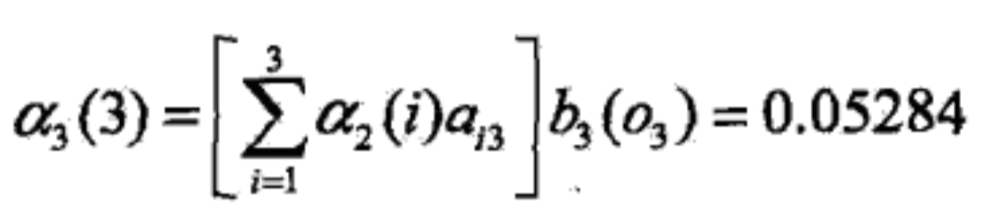 α₃(3) = [ ∑_{i=1}^{3} α₂(i)a_{i3} ] b₃(o₃) = 0.05284